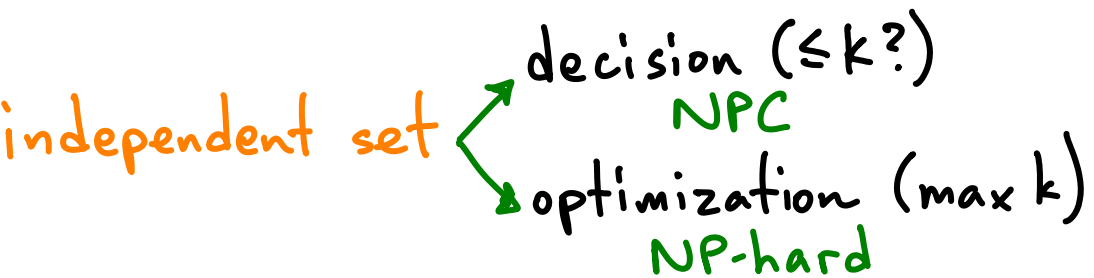 decision (≤ k?)
NPC
independent set
optimization (max k)
NP-hard